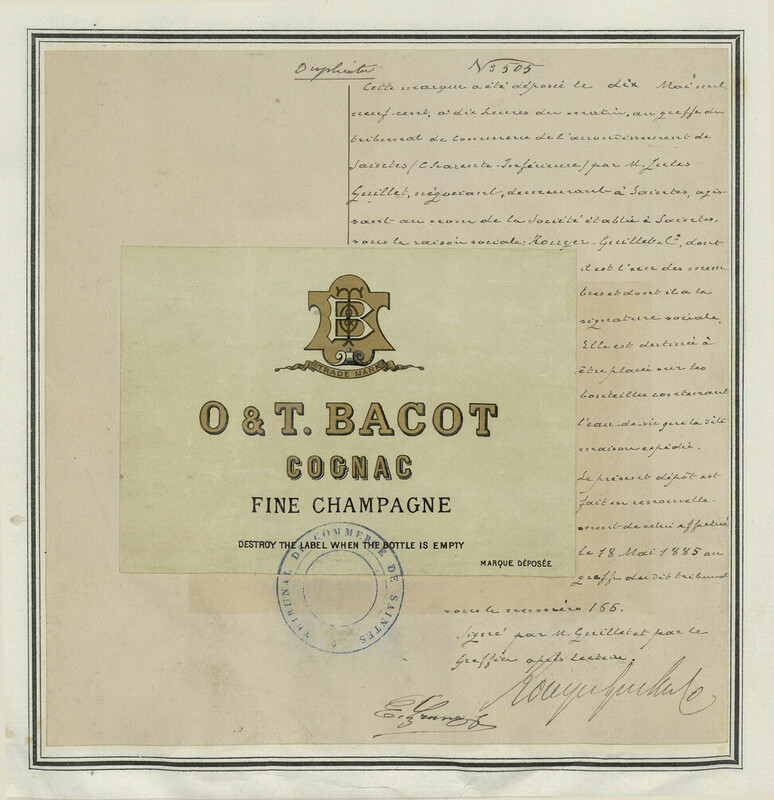 Duplicata
No 505
Cette marque a été déposée le dix Mai mil
neuf-cent, à dix heures du matin, au greffe du
tribunal de commerce de l'arrondissement de
Saintes (Charente-Inférieure) par M. Jules
Guillet, négociant, demeurant à Saintes, agis-
sant au nom de la Société établie à Saintes,
sous la raison sociale: Rouyer-Guillet et Cie, dont
il est l'un des mem
bres et dont il a la
signature sociale.
Elle est destinée à
être placée sur les
bouteilles contenant
l'eau-de-vie que la dite
maison expédie.
Le présent dépôt est
fait en renouvelle-
ment de celui effectué
le 18 Mai 1885 au
greffe du dit tribunal
sous le numéro 166.
Signé par M. Guillet et par le
Greffier après lecture.
Rouyer Guillet & Co
TB
TRADE MARK
O & T. BACOT
COGNAC
FINE CHAMPAGNE
DESTROY THE LABEL WHEN THE BOTTLE IS EMPTY
MARQUE DÉPOSÉE
TRIBUNAL DE COMMERCE DE SAINTES